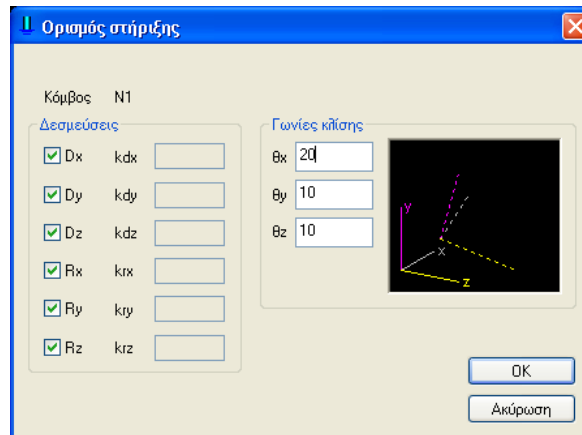 Ορισμός στήριξης
Κόμβος N1
Δεσμεύσεις
Dx kdx
Dy kdy
Dz kdz
Rx krx
Ry kry
Rz krz
Γωνίες κλίσης
θx 20
θy 10
θz 10
Y
X
Z
OK
Ακύρωση